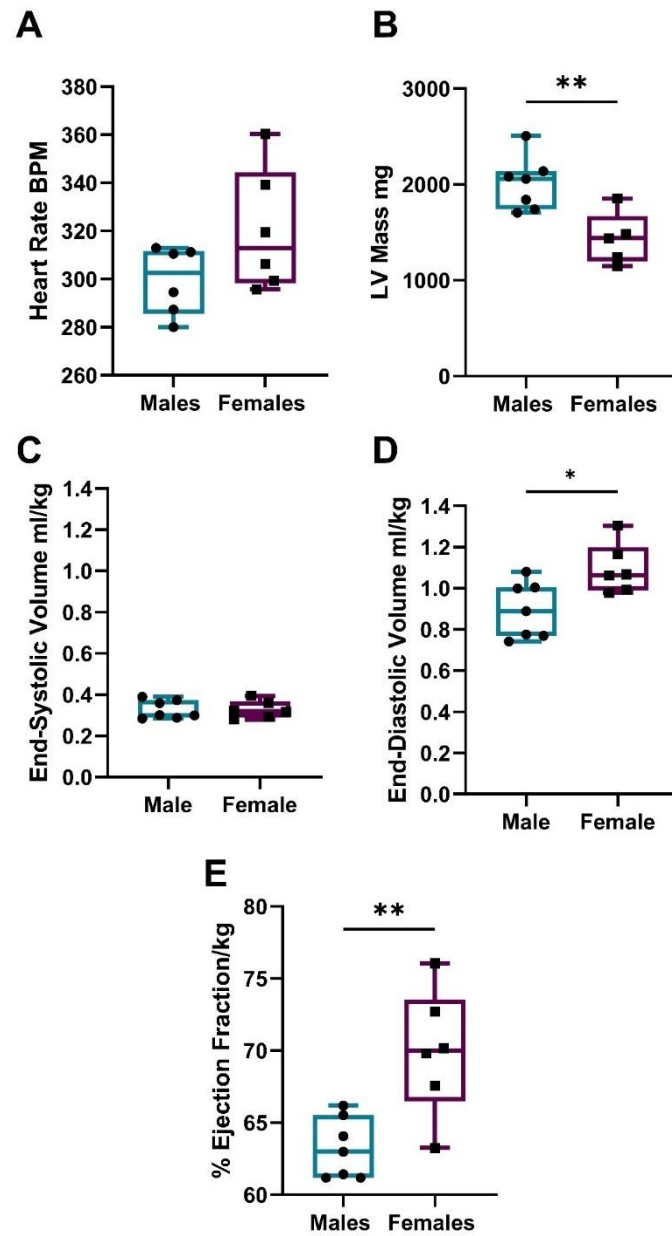 A
Heart Rate BPM
380
360
340
320
300
280
260
Males Females
B
**
LV Mass mg
3000
2000
1000
0
Males Females
C
End-Systolic Volume ml/kg
1.4
1.2
1.0
0.8
0.6
0.4
0.2
0.0
Male Female
D
*
End-Diastolic Volume ml/kg
1.4
1.2
1.0
0.8
0.6
0.4
0.2
0.0
Male Female
E
**
% Ejection Fraction/kg
80
75
70
65
60
Males Females